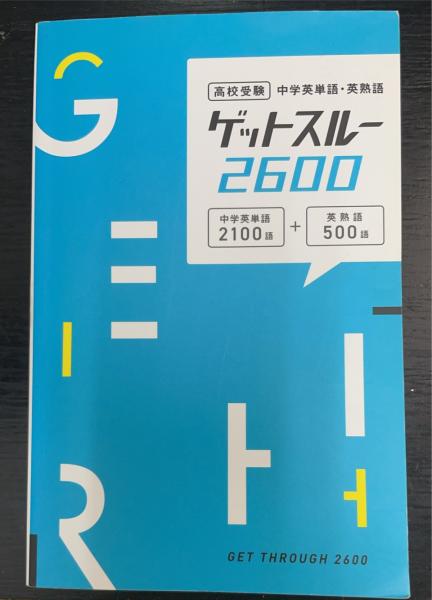 高校受験 中学英単語・英熟語
ゲットスルー
2600
中学英単語
2100語
+
英熟語
500語
GET THROUGH 2600